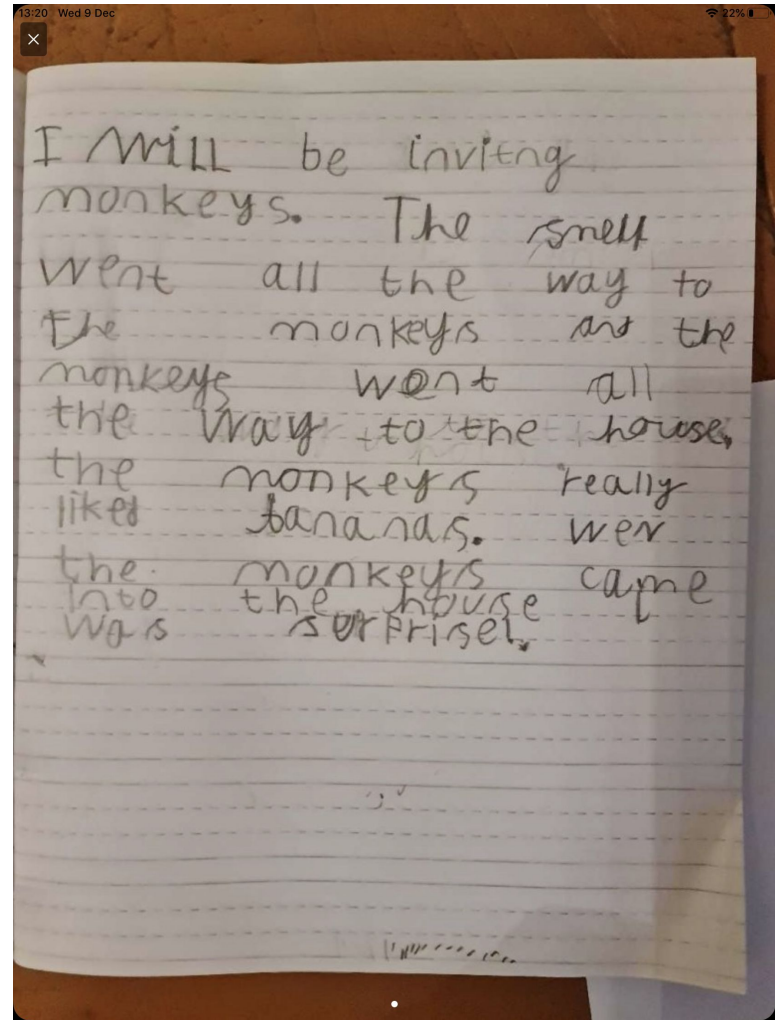 13:20 Wed 9 Dec 22%
I Will be invitng
monkeys. The smell
went all the way to
the monkeys and the
monkeys went all
the way to the house,
the monkeys really
liked bananas. wen
the monkeys came
into the house
was surprisel.